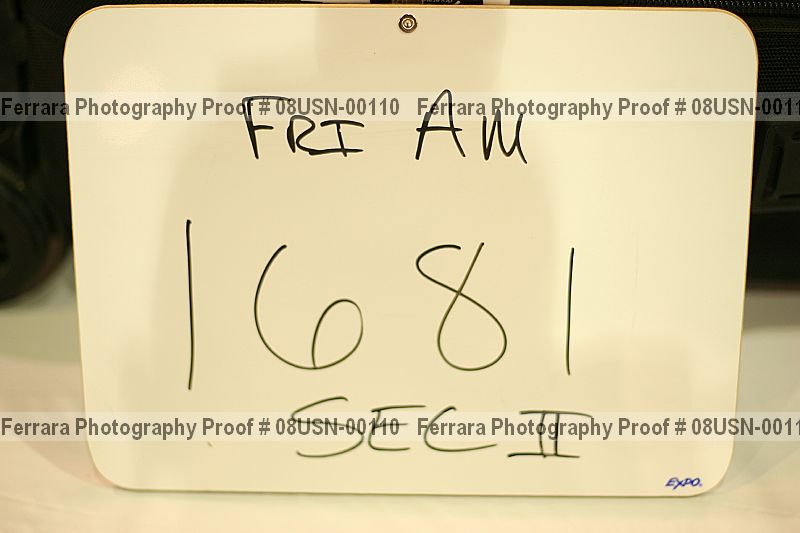 Ferrara Photography Proof # 08USN-00110 Ferrara Photography Proof # 08USN-0011
FRI AM
1681
Ferrara Photography Proof # 08USN-00110 Ferrara Photography Proof # 08USN-0011
SEC II
EXPO